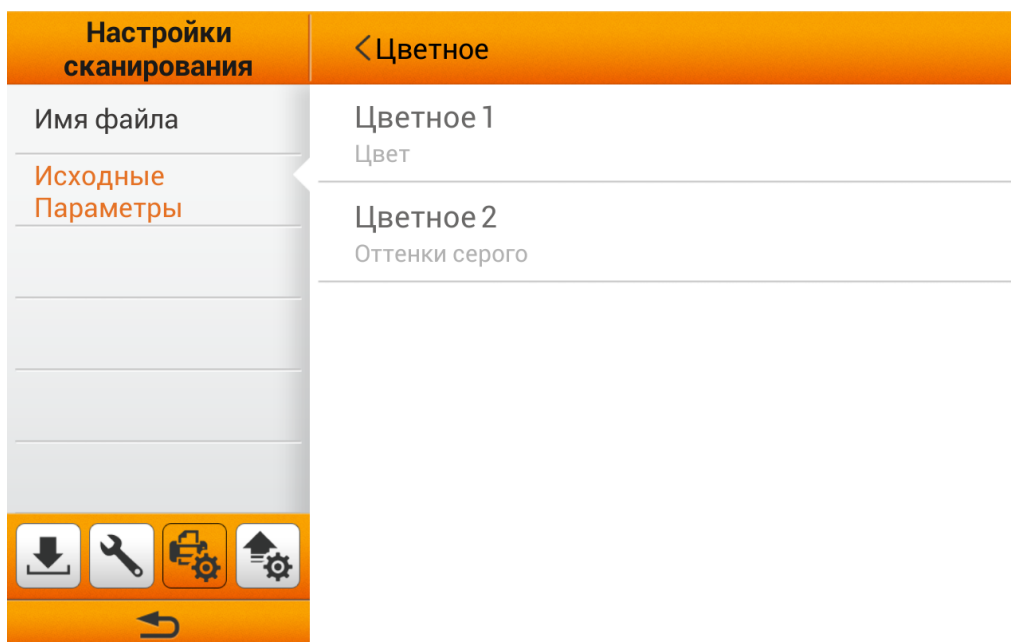 Настройки
сканирования
Цветное
Имя файла
Исходные
Параметры
Цветное 1
Цвет
Цветное 2
Оттенки серого